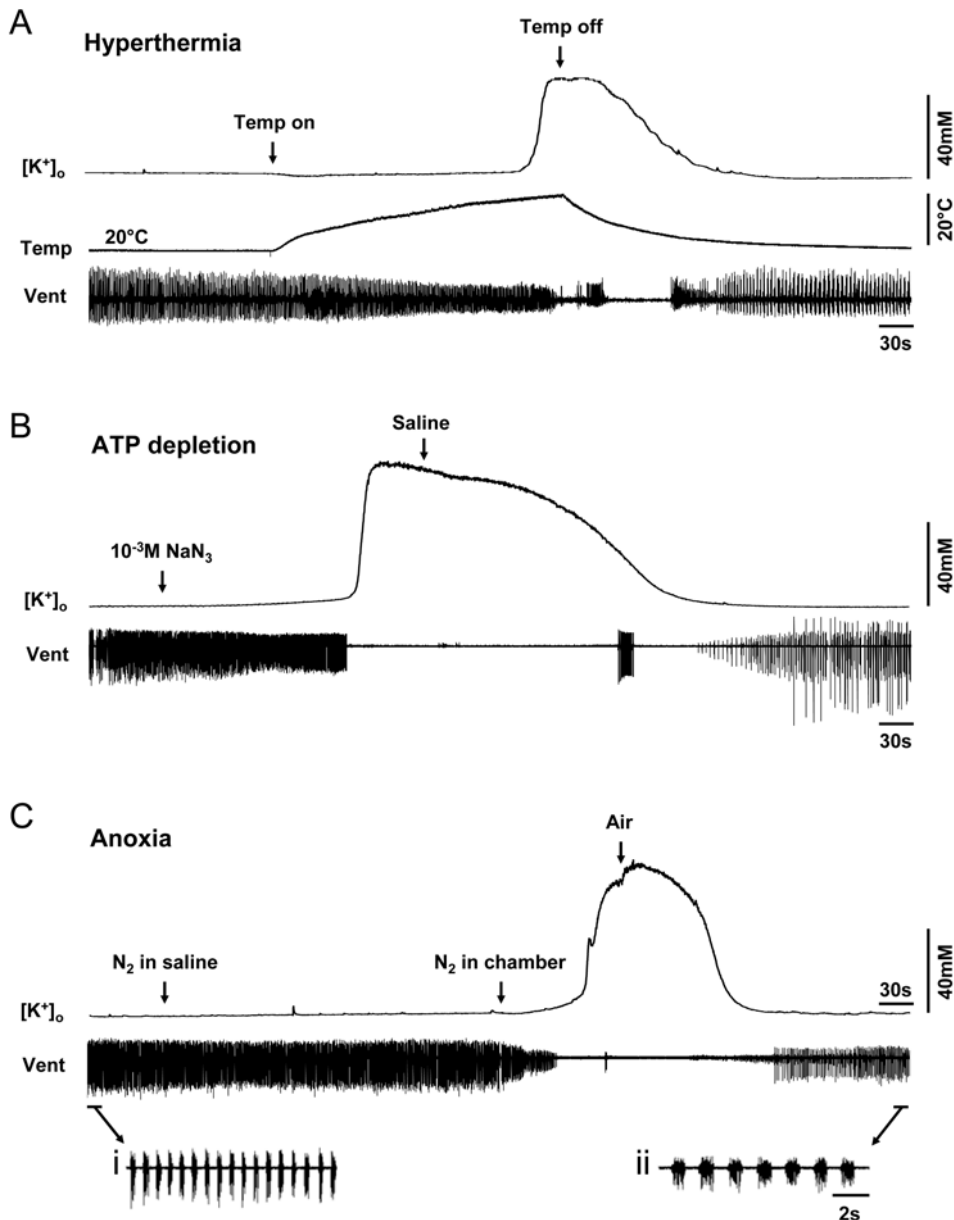 A
Hyperthermia
Temp off
Temp on
40mM
[K⁺]ₒ
20°C
20°C
Temp
Vent
30s
B
ATP depletion
Saline
10⁻³M NaN₃
40mM
[K⁺]ₒ
Vent
30s
C
Anoxia
Air
N₂ in saline
N₂ in chamber
30s
40mM
[K⁺]ₒ
Vent
i
ii
2s